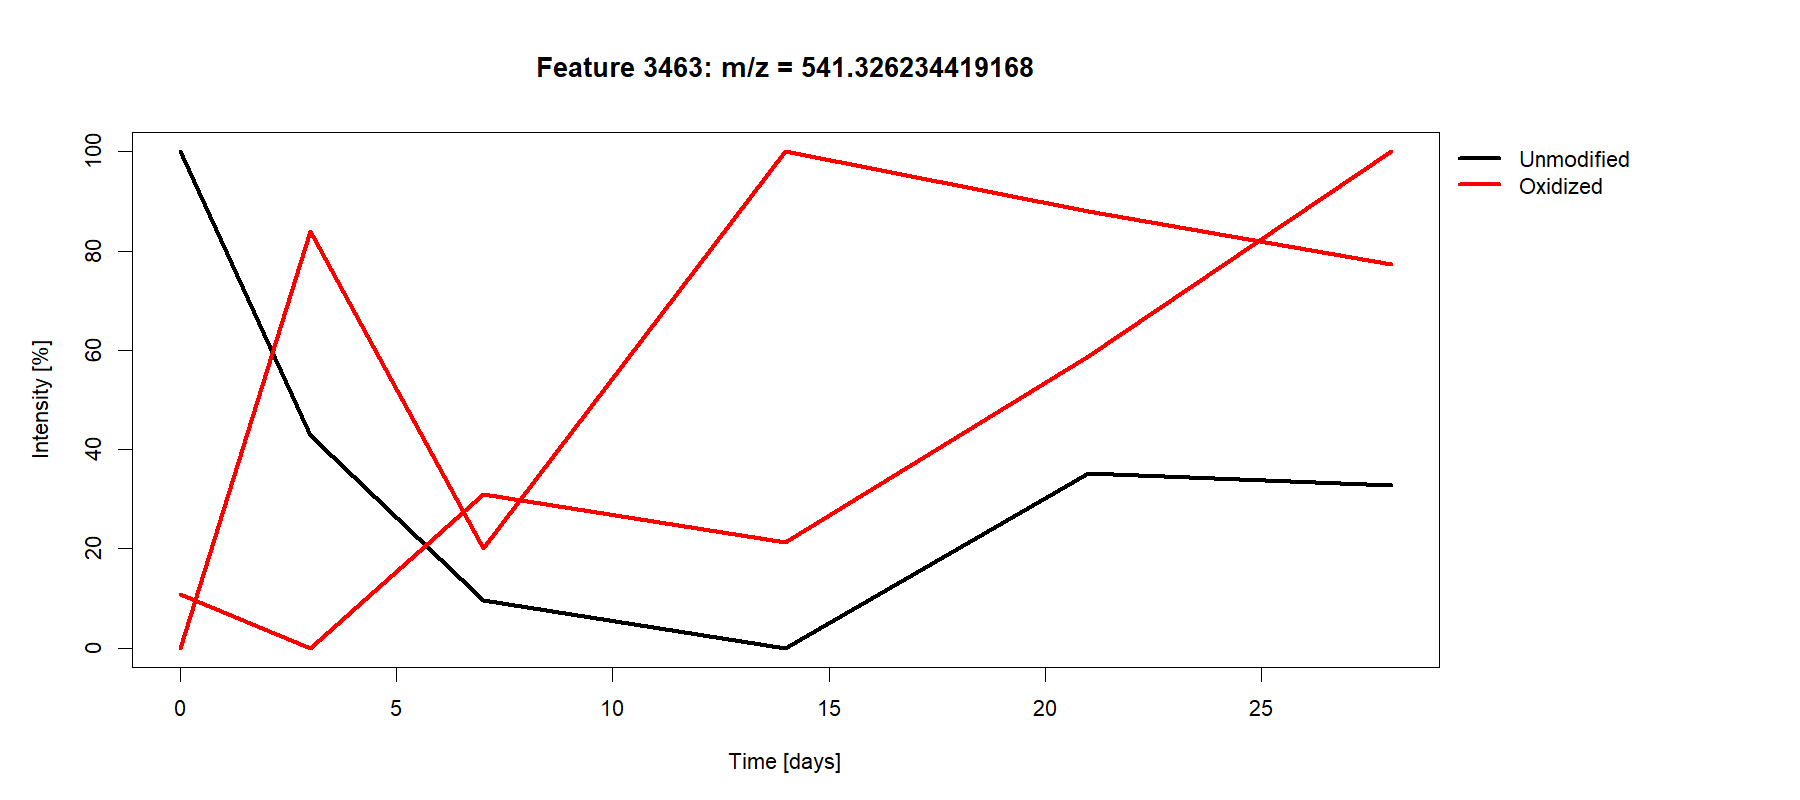 Feature 3463: m/z = 541.326234419168
Unmodified
Oxidized
Intensity [%]
100
80
60
40
20
0
0 5 10 15 20 25
Time [days]